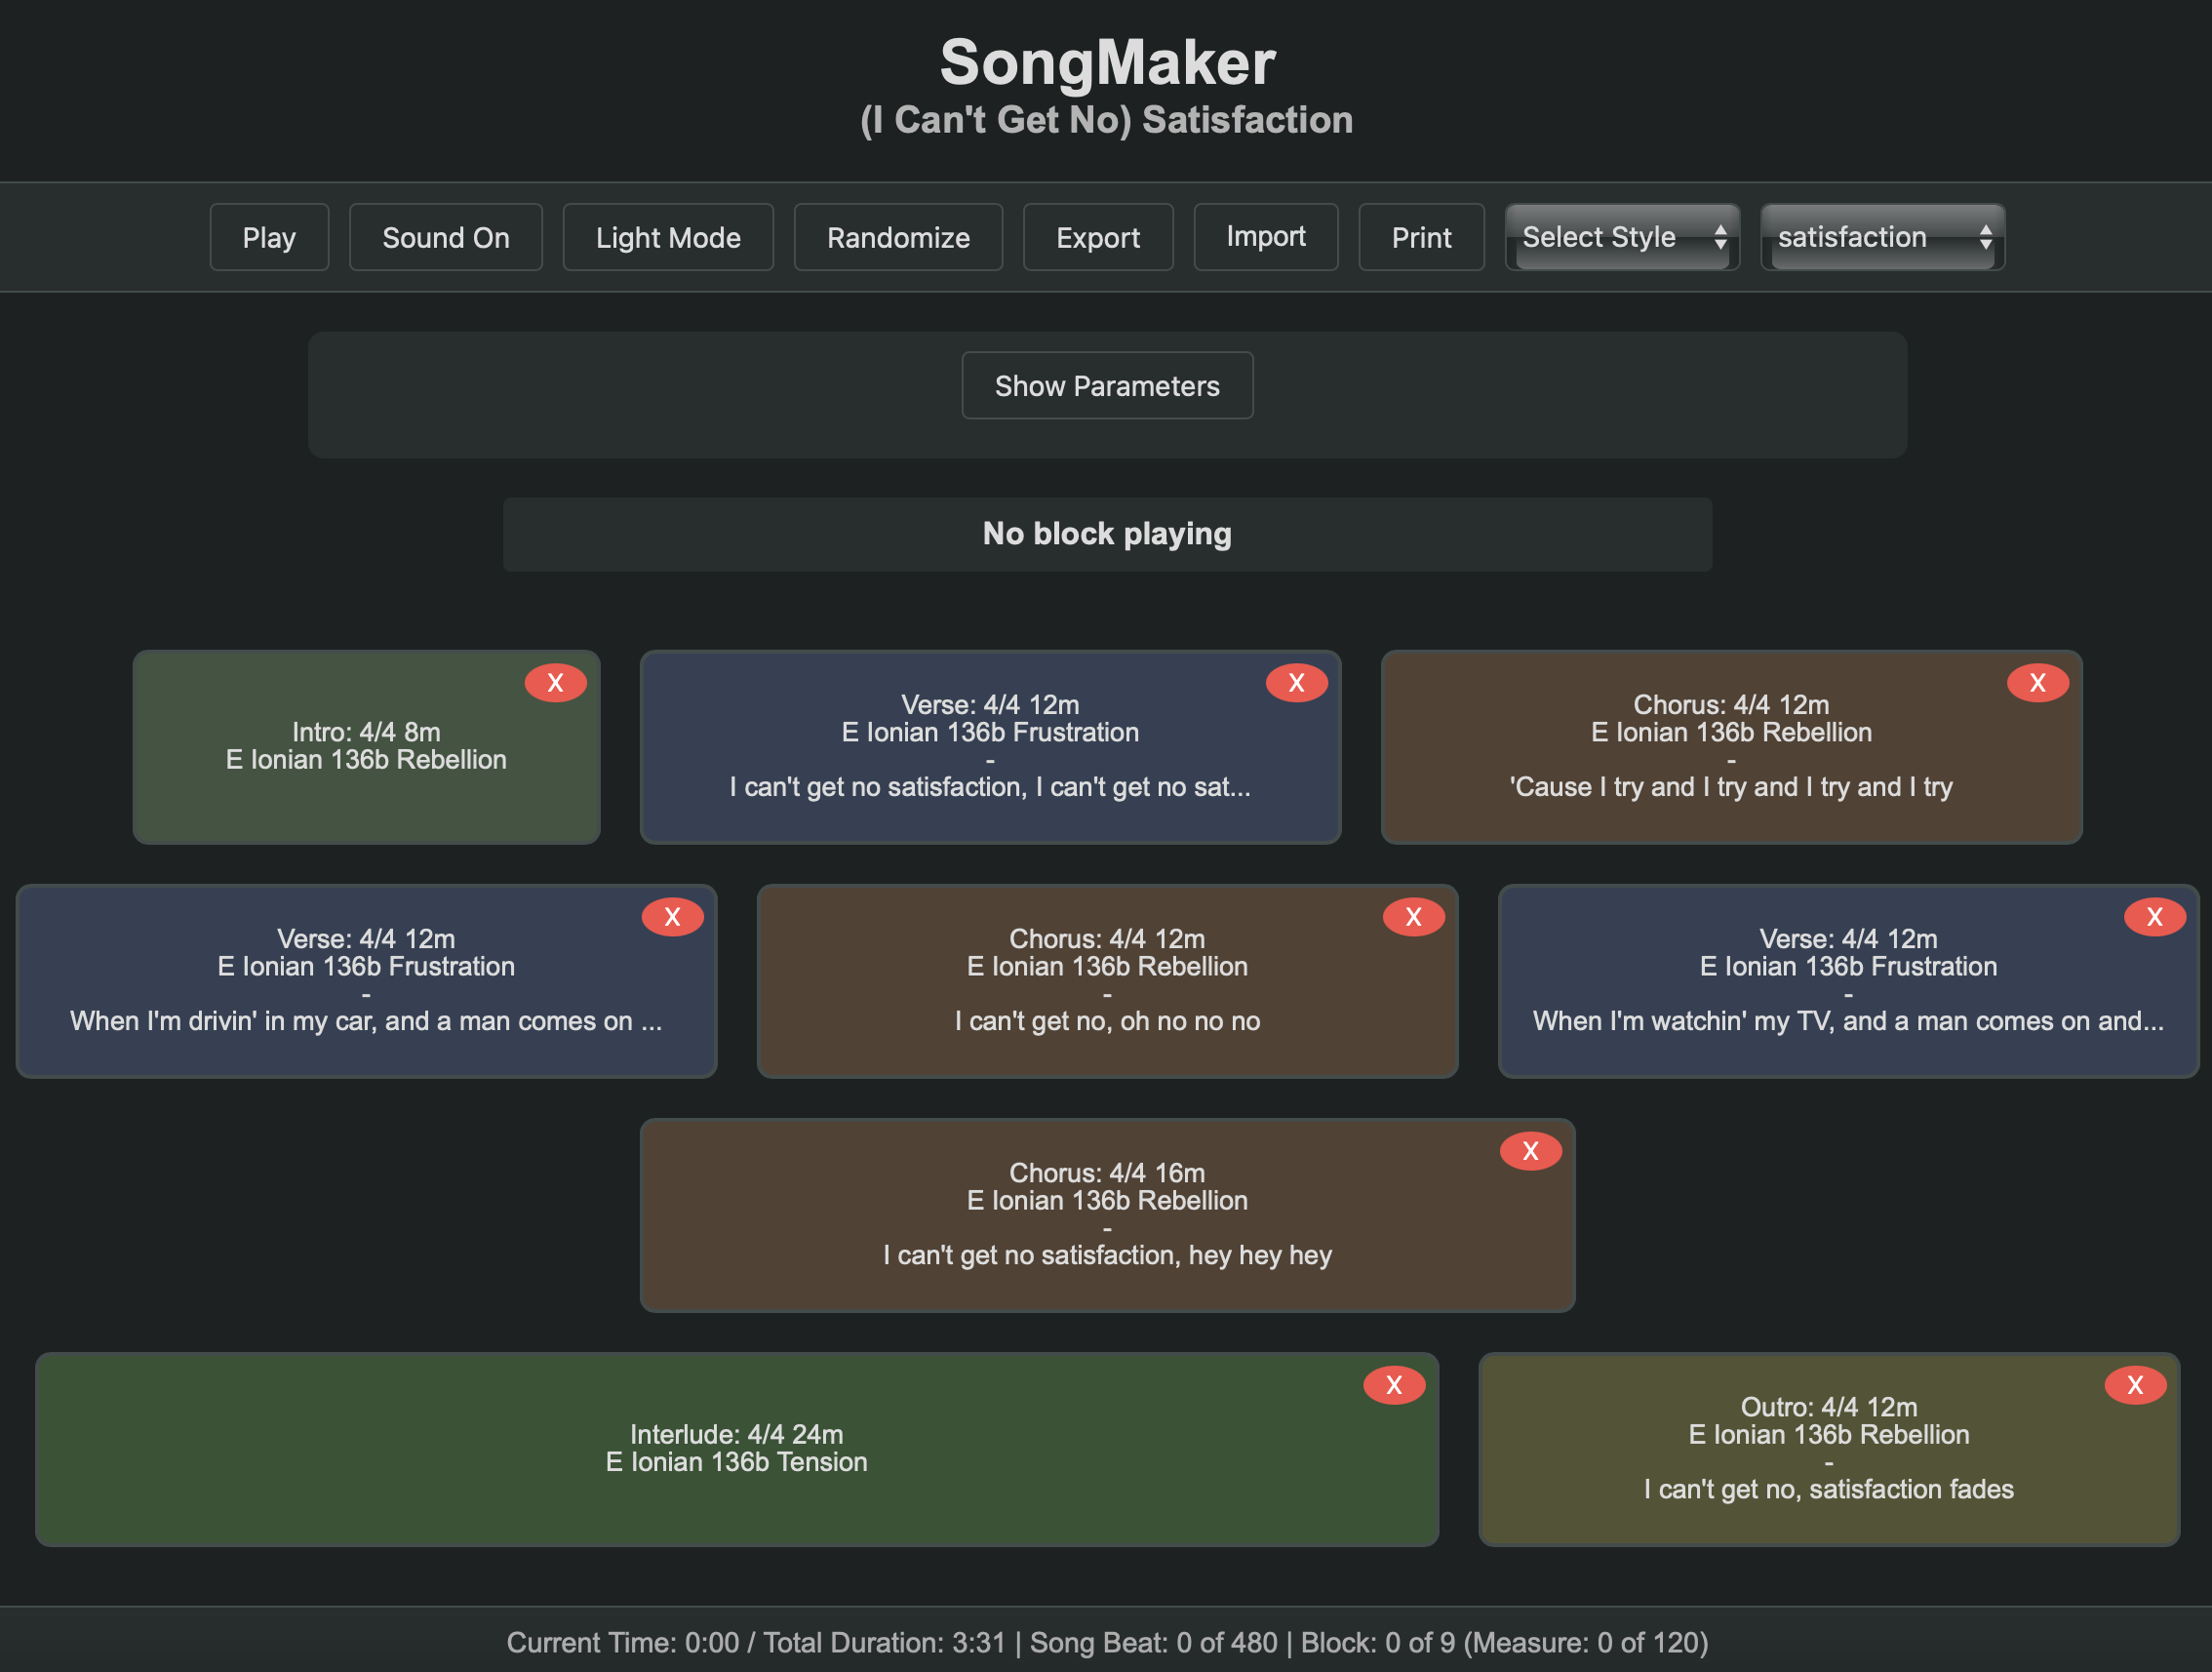 SongMaker
(I Can't Get No) Satisfaction
Play
Sound On
Light Mode
Randomize
Export
Import
Print
Select Style
satisfaction
Show Parameters
No block playing
X
Intro: 4/4 8m
E Ionian 136b Rebellion
X
Verse: 4/4 12m
E Ionian 136b Frustration
-
I can't get no satisfaction, I can't get no sat...
X
Chorus: 4/4 12m
E Ionian 136b Rebellion
-
'Cause I try and I try and I try and I try
X
Verse: 4/4 12m
E Ionian 136b Frustration
-
When I'm drivin' in my car, and a man comes on ...
X
Chorus: 4/4 12m
E Ionian 136b Rebellion
-
I can't get no, oh no no no
X
Verse: 4/4 12m
E Ionian 136b Frustration
-
When I'm watchin' my TV, and a man comes on and...
X
Chorus: 4/4 16m
E Ionian 136b Rebellion
-
I can't get no satisfaction, hey hey hey
X
Interlude: 4/4 24m
E Ionian 136b Tension
X
Outro: 4/4 12m
E Ionian 136b Rebellion
-
I can't get no, satisfaction fades
Current Time: 0:00 / Total Duration: 3:31 | Song Beat: 0 of 480 | Block: 0 of 9 (Measure: 0 of 120)